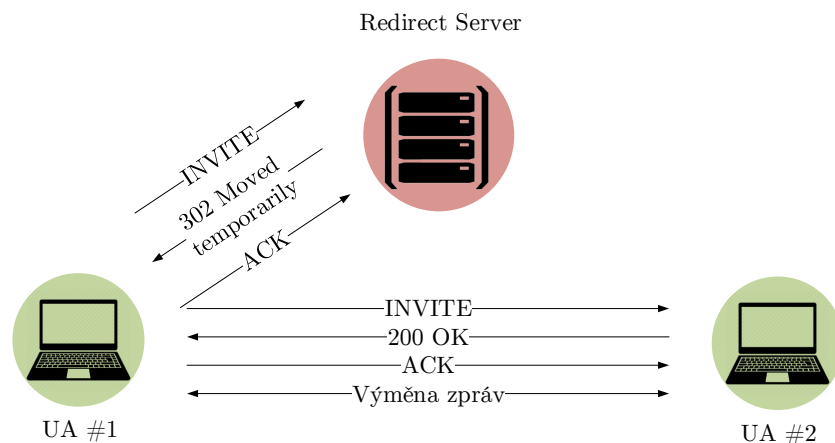 Redirect Server
INVITE
302 Moved
temporarily
ACK
INVITE
200 OK
ACK
Výměna zpráv
UA #1
UA #2